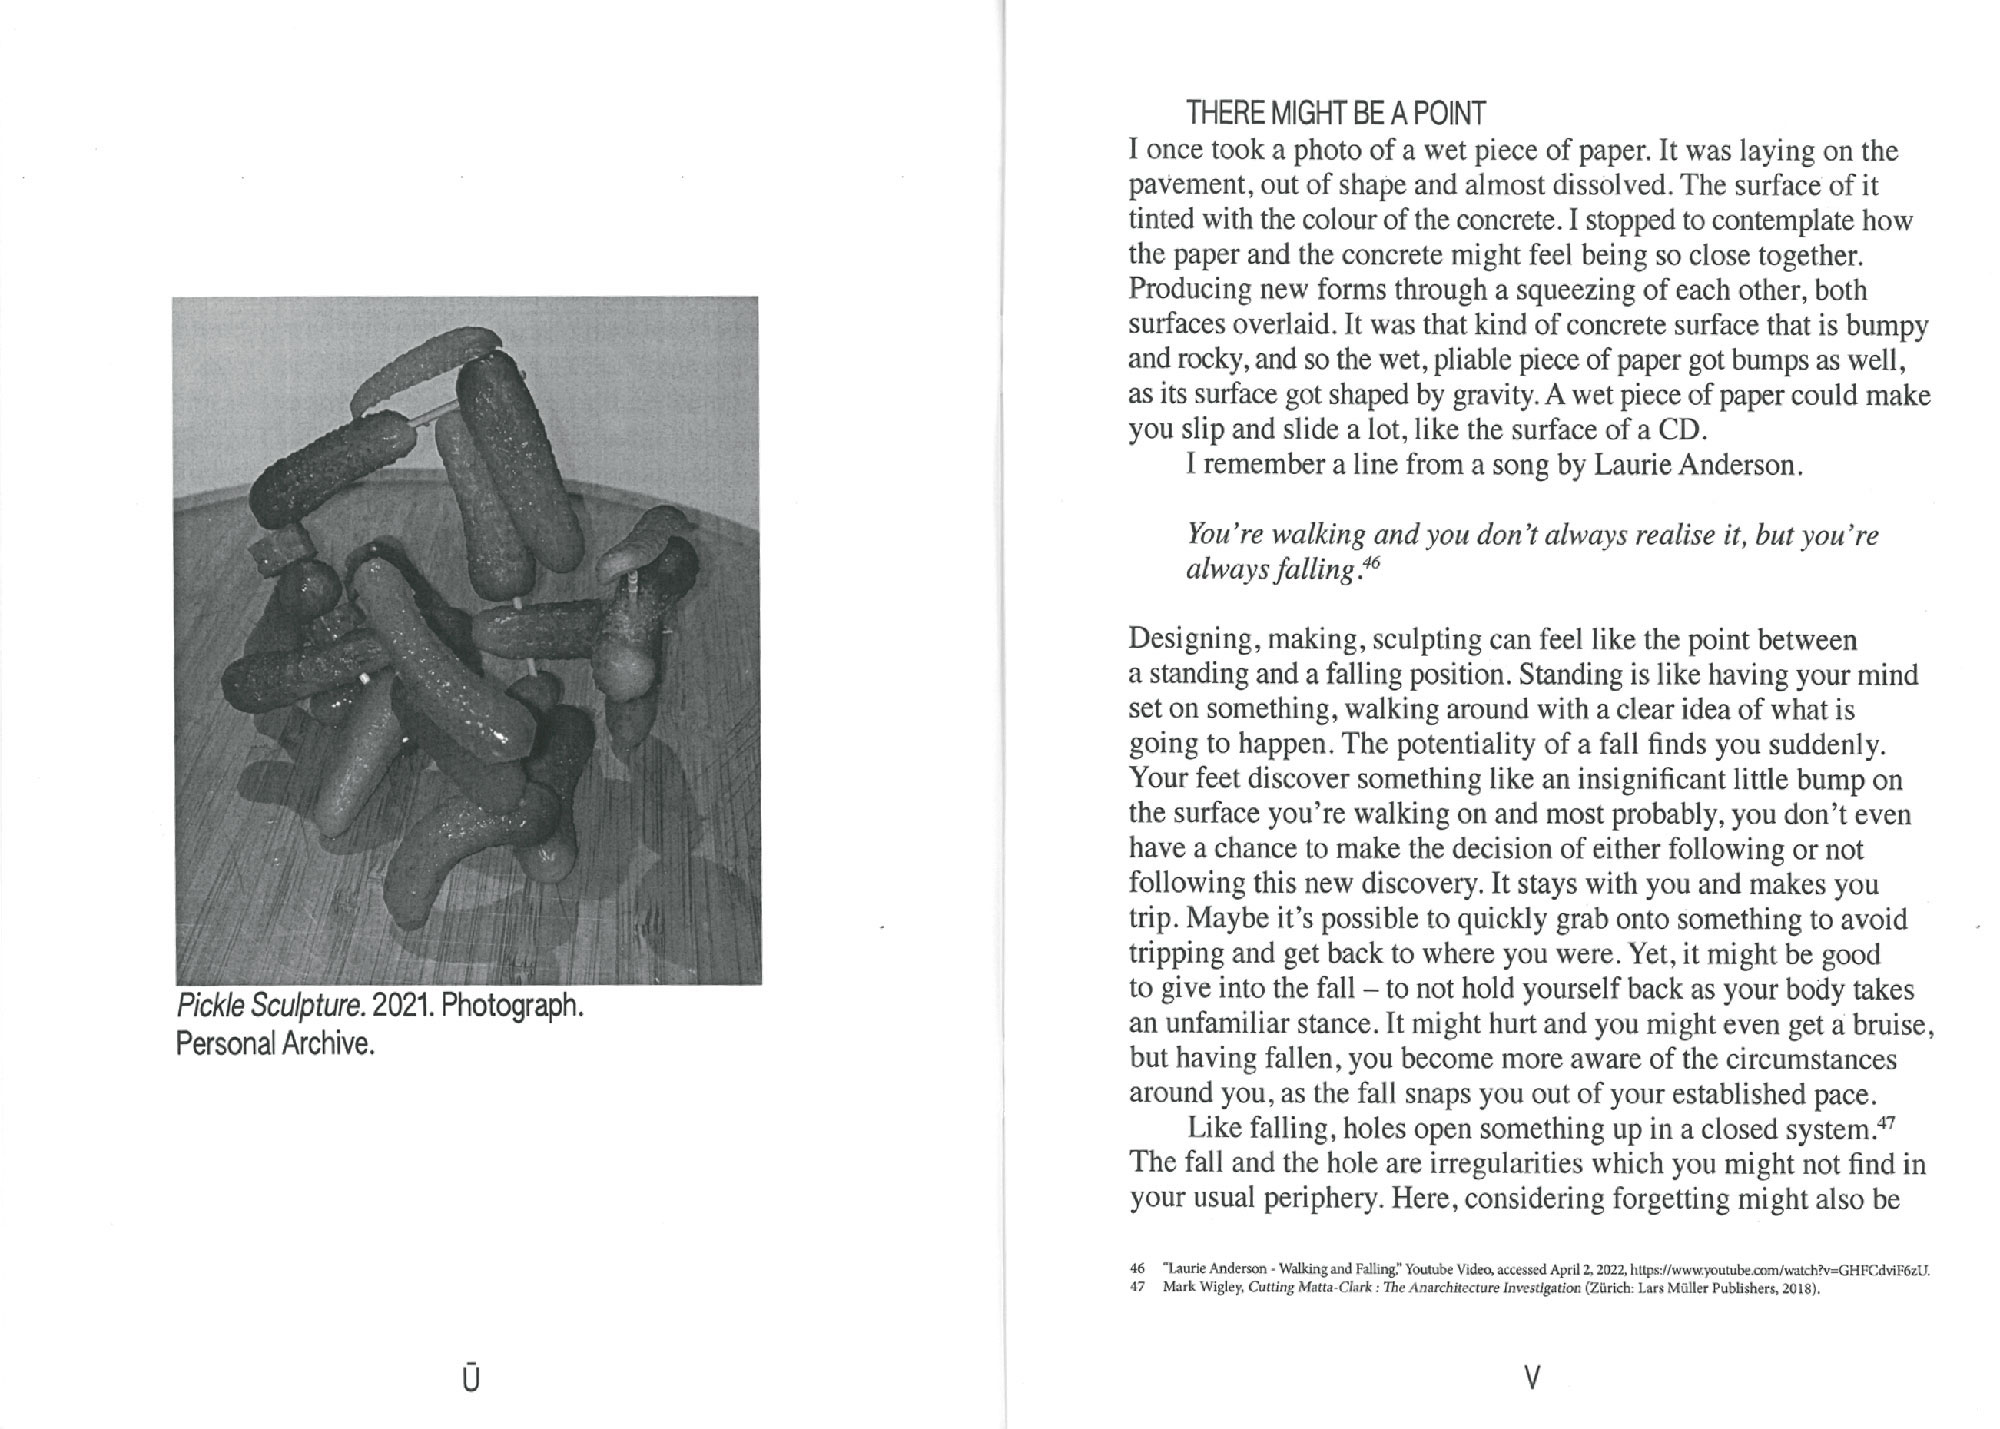 Pickle Sculpture. 2021. Photograph.
Personal Archive.
Ū
THERE MIGHT BE A POINT
I once took a photo of a wet piece of paper. It was laying on the
pavement, out of shape and almost dissolved. The surface of it
tinted with the colour of the concrete. I stopped to contemplate how
the paper and the concrete might feel being so close together.
Producing new forms through a squeezing of each other, both
surfaces overlaid. It was that kind of concrete surface that is bumpy
and rocky, and so the wet, pliable piece of paper got bumps as well,
as its surface got shaped by gravity. A wet piece of paper could make
you slip and slide a lot, like the surface of a CD.
I remember a line from a song by Laurie Anderson.
You're walking and you don't always realise it, but you're
always falling.46
Designing, making, sculpting can feel like the point between
a standing and a falling position. Standing is like having your mind
set on something, walking around with a clear idea of what is
going to happen. The potentiality of a fall finds you suddenly.
Your feet discover something like an insignificant little bump on
the surface you're walking on and most probably, you don't even
have a chance to make the decision of either following or not
following this new discovery. It stays with you and makes you
trip. Maybe it's possible to quickly grab onto something to avoid
tripping and get back to where you were. Yet, it might be good
to give into the fall – to not hold yourself back as your body takes
an unfamiliar stance. It might hurt and you might even get a bruise,
but having fallen, you become more aware of the circumstances
around you, as the fall snaps you out of your established pace.
Like falling, holes open something up in a closed system.47
The fall and the hole are irregularities which you might not find in
your usual periphery. Here, considering forgetting might also be
46 "Laurie Anderson - Walking and Falling," Youtube Video, accessed April 2, 2022, https://www.youtube.com/watch?v=GHFCdviF6zU.
47 Mark Wigley, Cutting Matta-Clark : The Anarchitecture Investigation (Zürich: Lars Müller Publishers, 2018).
V